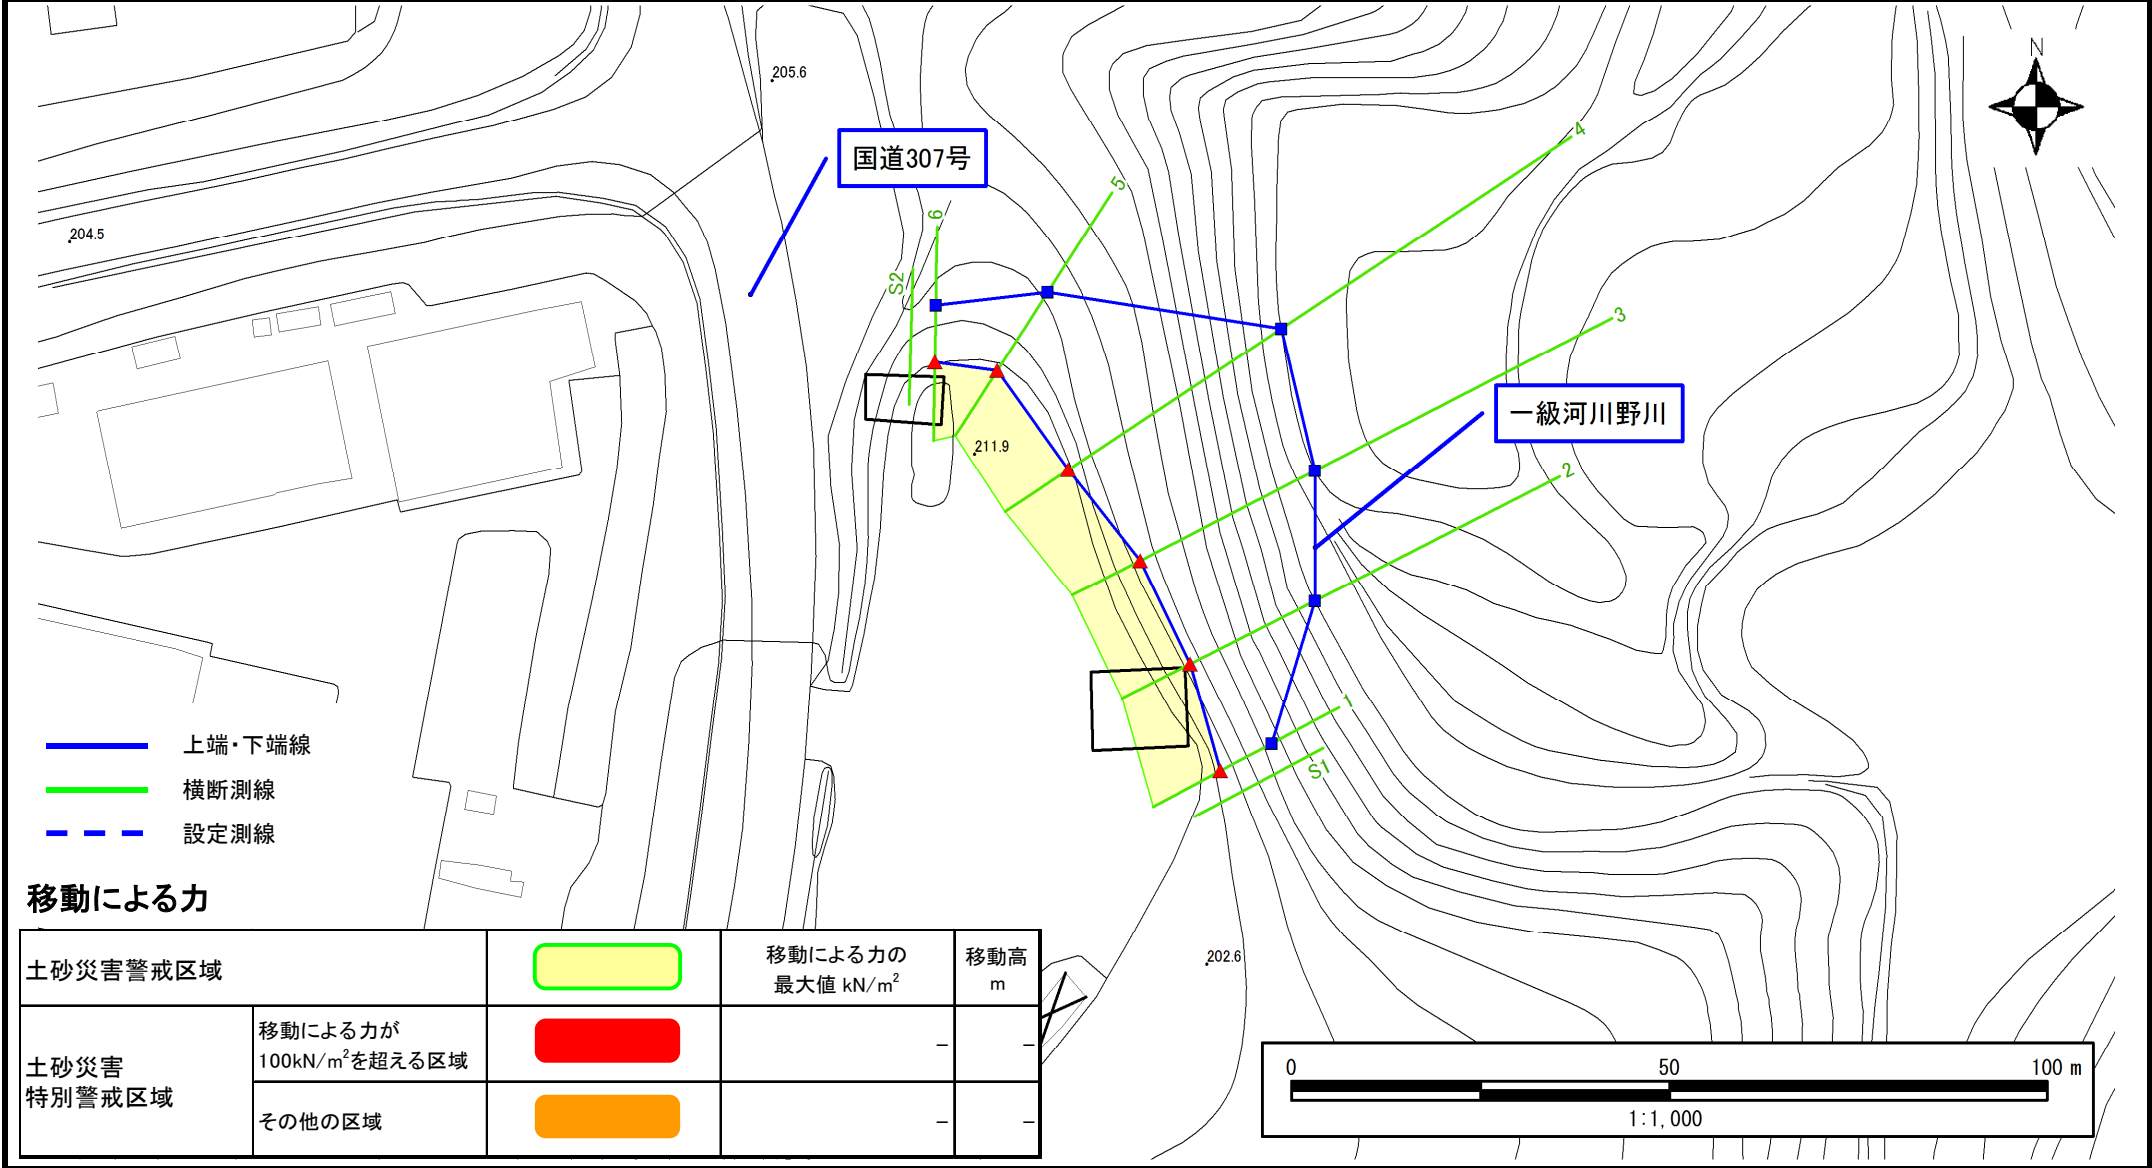 N
205.6
4
国道307号
5
6
204.5
S2
3
一級河川野川
211.9
2
1
S1
上端・下端線
横断測線
設定測線
移動による力
土砂災害警戒区域
移動による力の
最大値 kN/m²
移動高
m
202.6
土砂災害
特別警戒区域
移動による力が
100kN/m²を超える区域
－
－
その他の区域
－
－
0 50 100 m
1:1,000